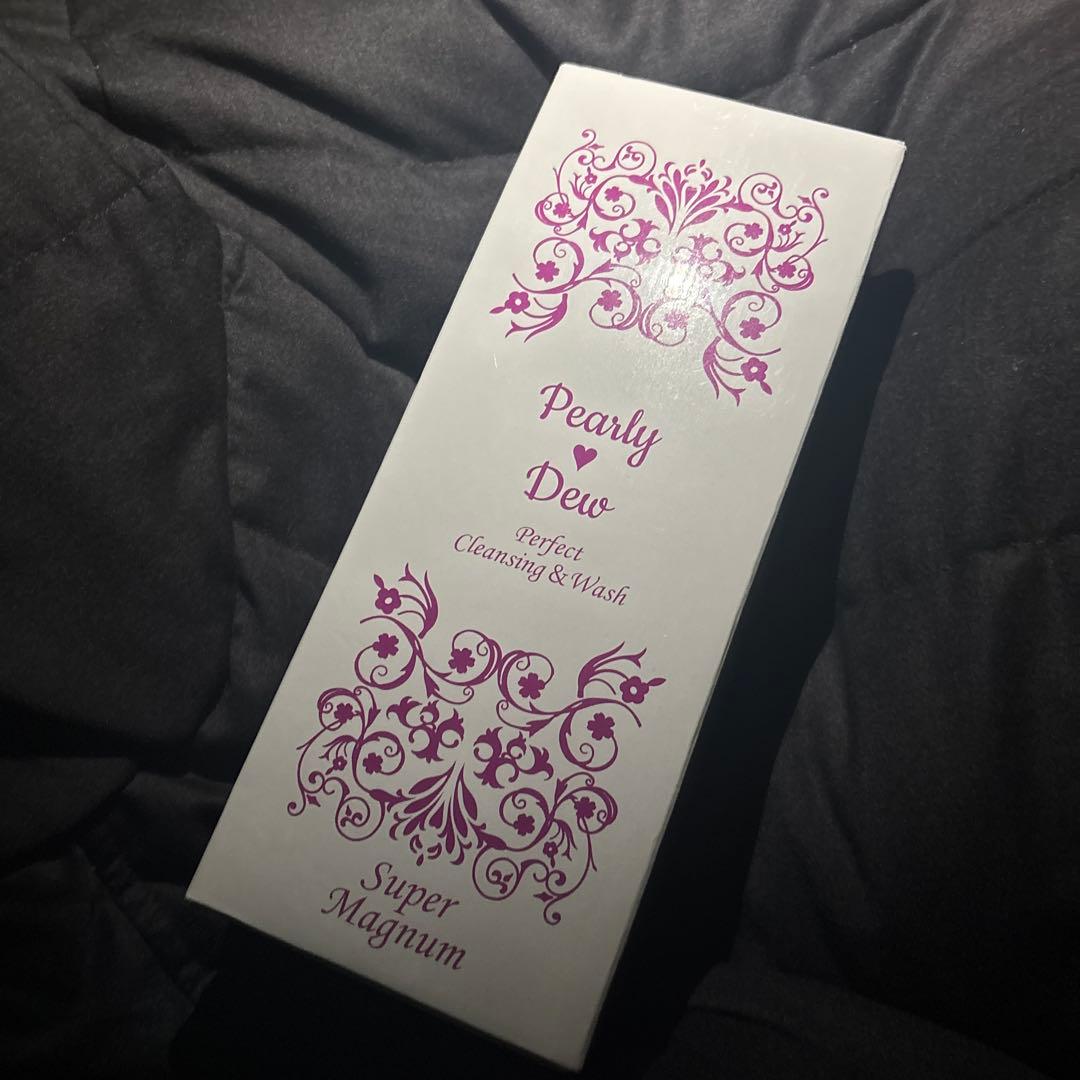 Pearly
♥
Dew
Perfect
Cleansing & Wash
Super
Magnum